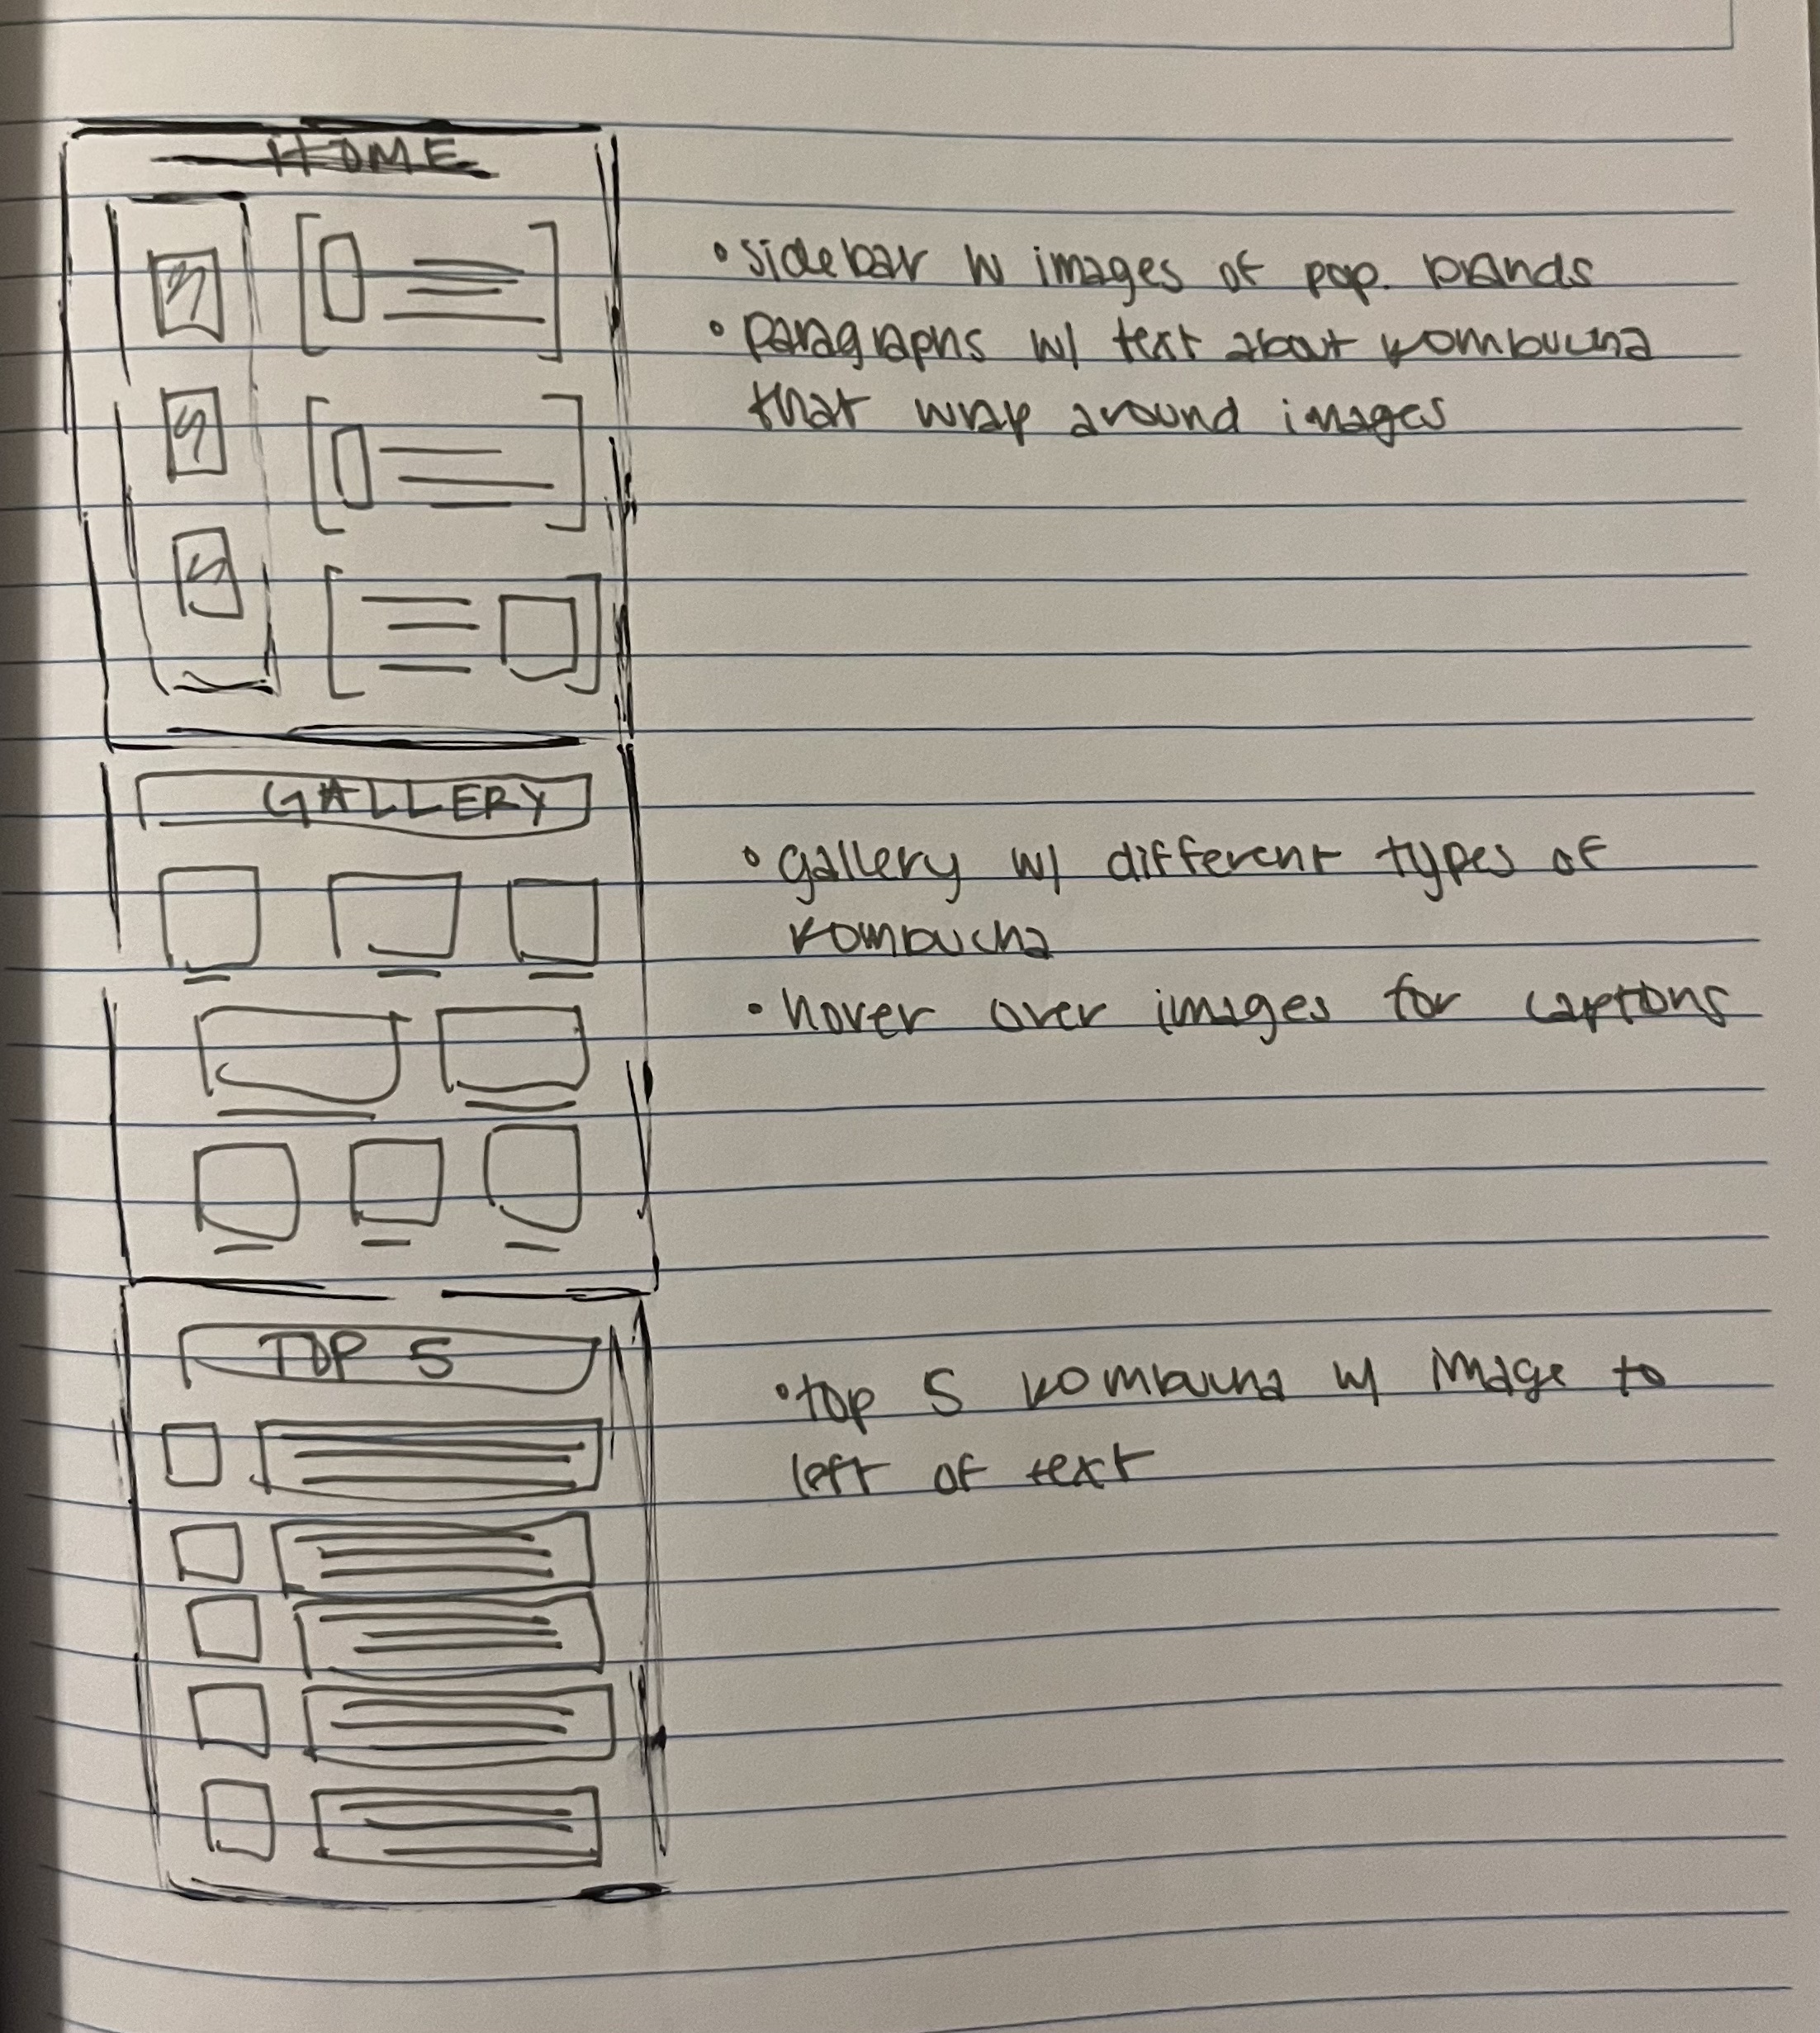 HOME
• sidebar w images of pop. brands
• paragraphs w/ text about kombucha
that wrap around images
GALLERY
• gallery w/ different types of
kombucha
• hover over images for captions
TOP 5
• top 5 kombucha w/ image to
left of text